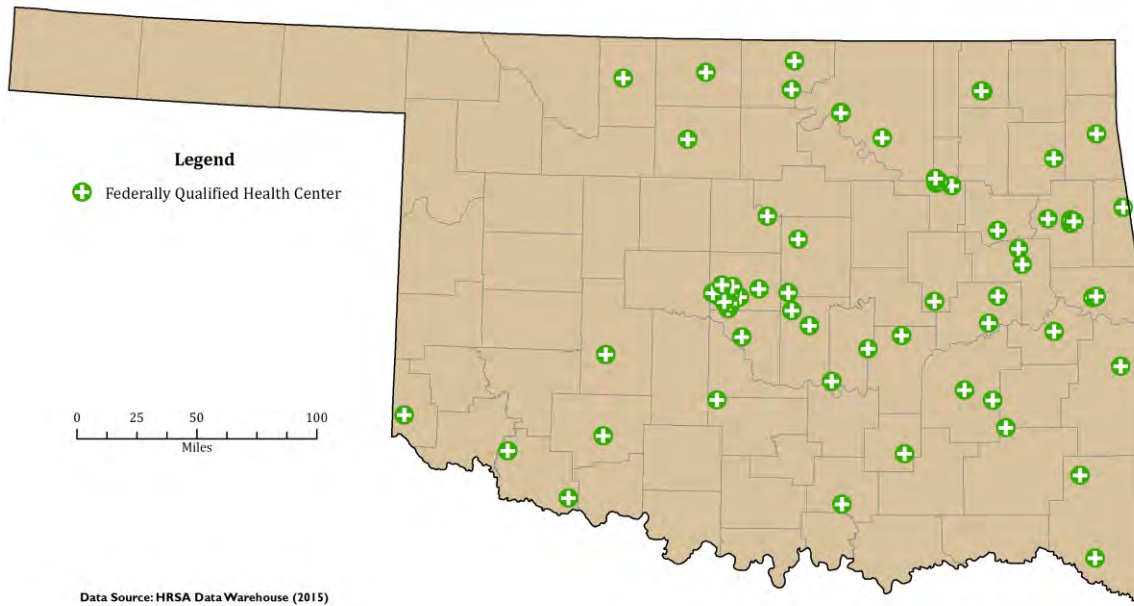 Legend
Federally Qualified Health Center
0 25 50 100
Miles
Data Source: HRSA Data Warehouse (2015)